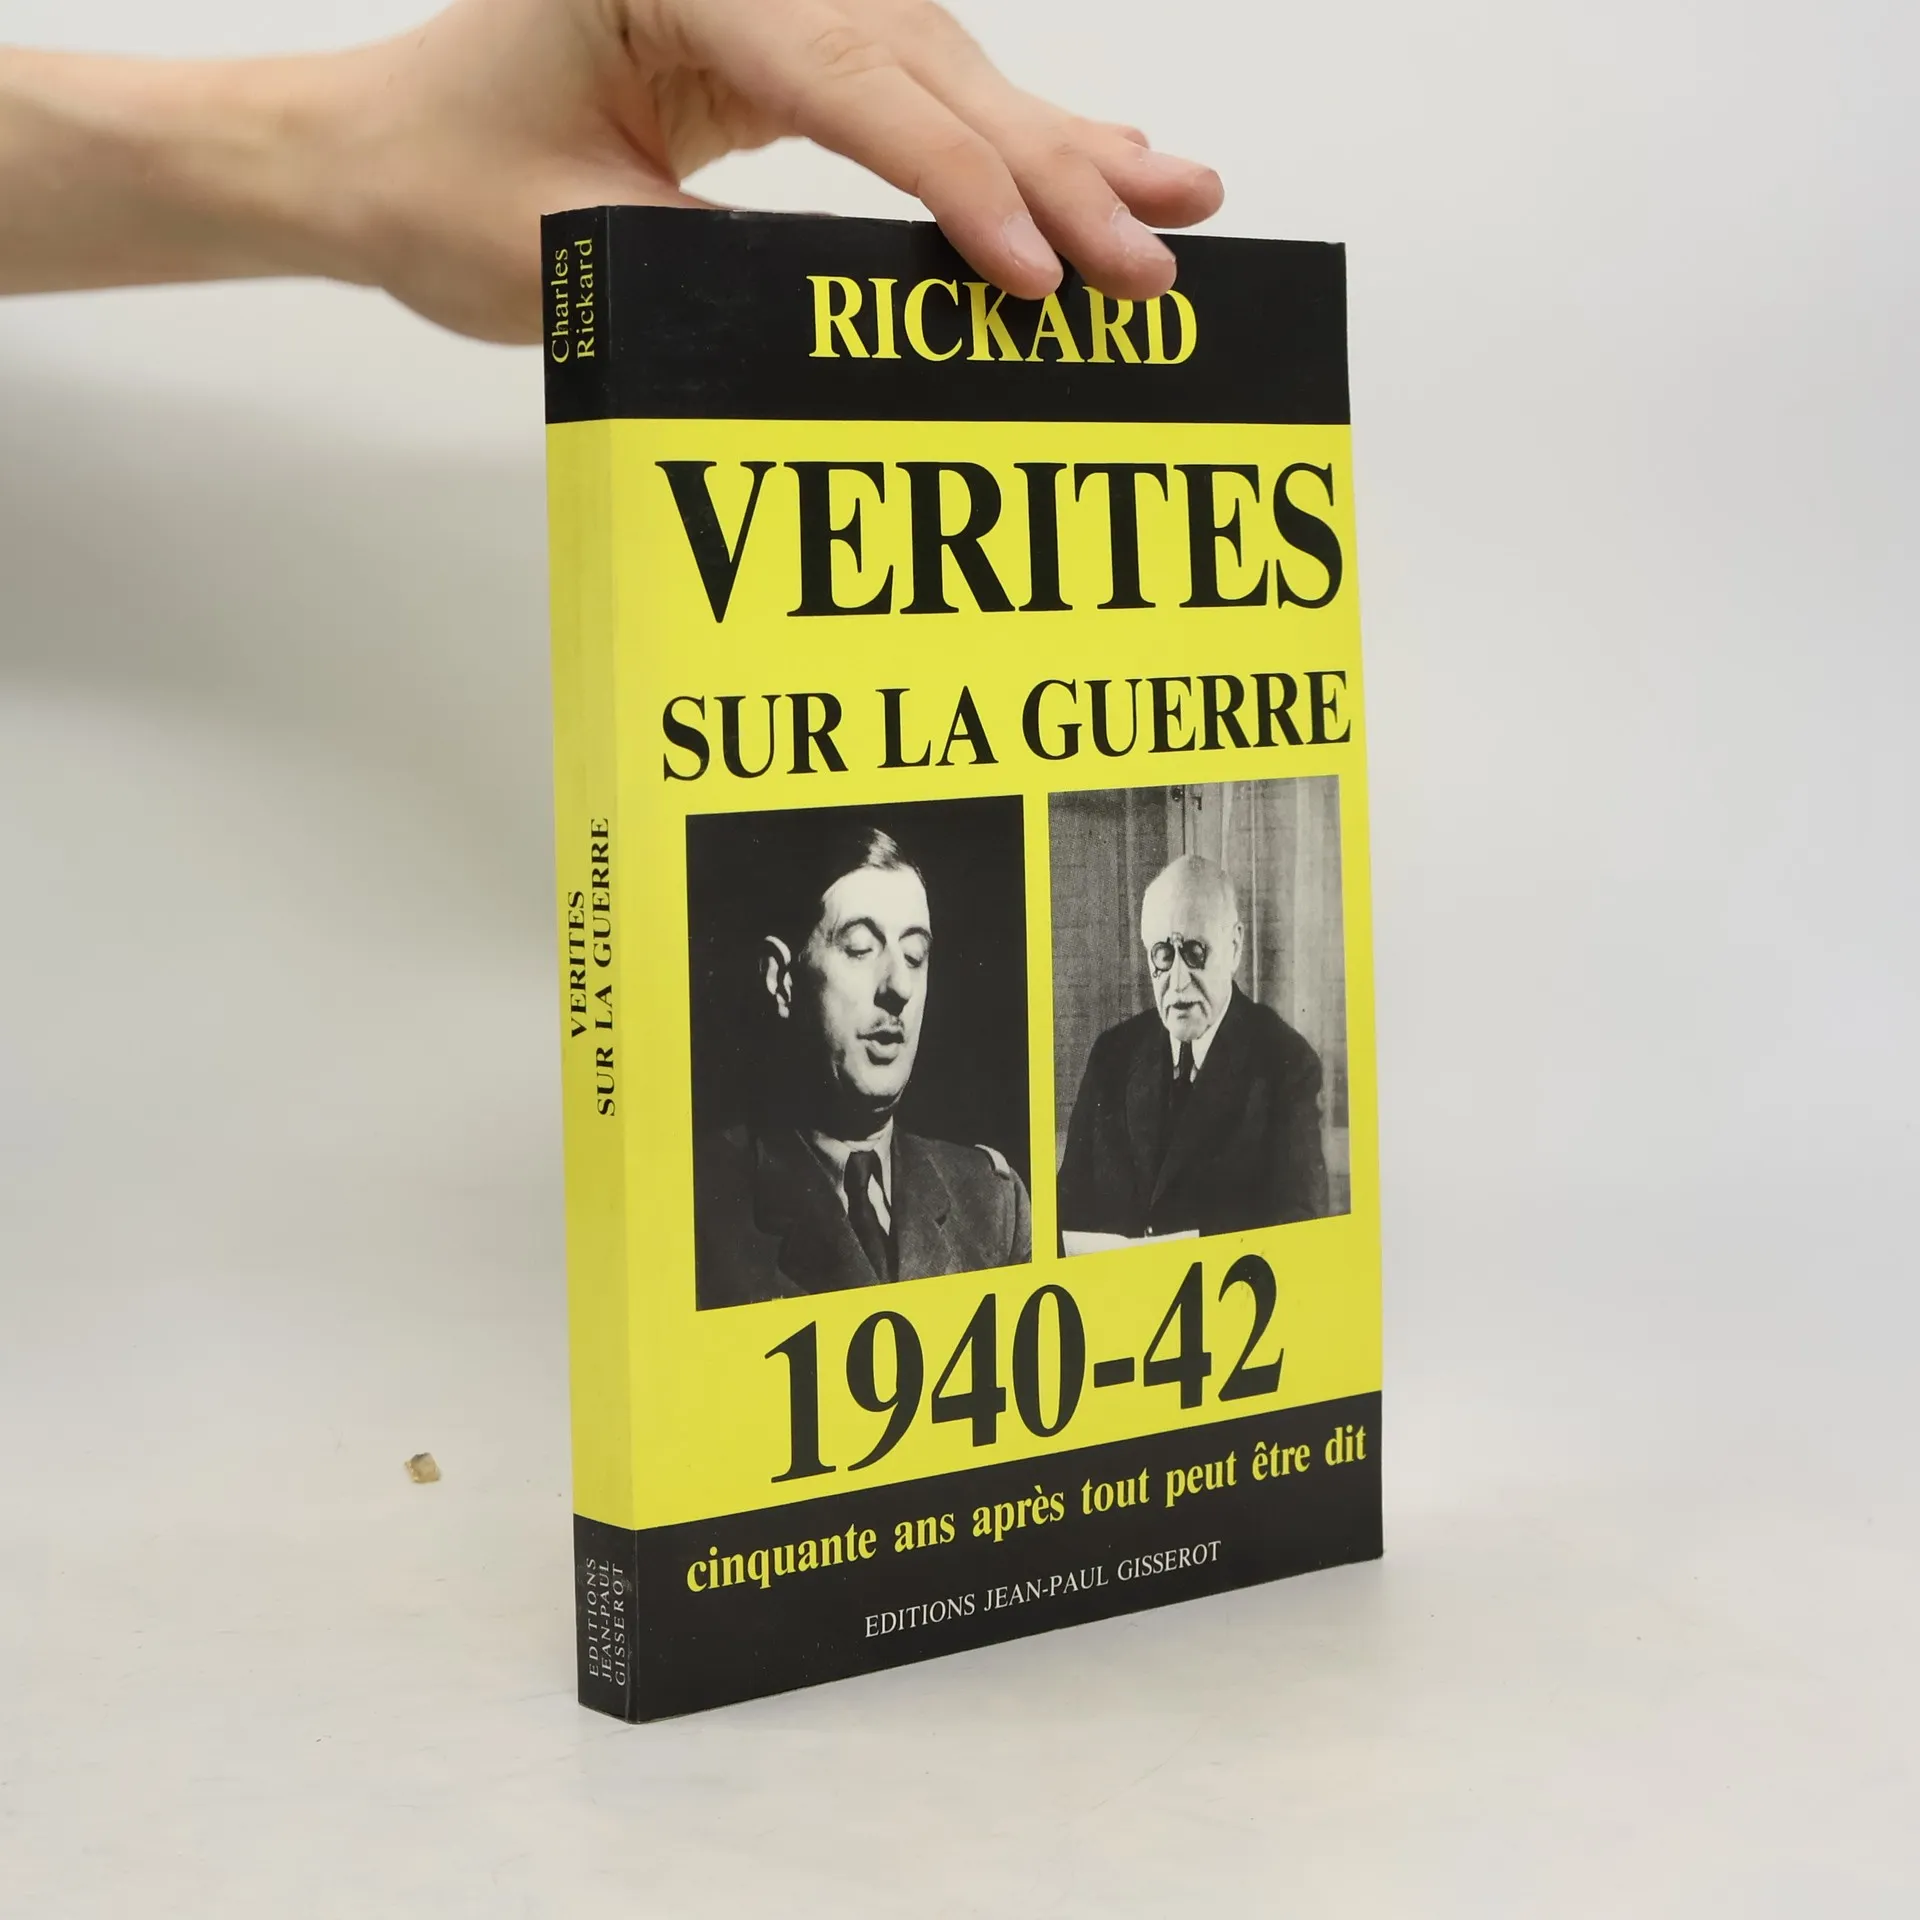 Charles
Rickard
VERITES
SUR LA GUERRE
EDITIONS
JEAN-PAUL
GISSEROT
RICKARD
VERITES
SUR LA GUERRE
1940-42
cinquante ans après tout peut être dit
EDITIONS JEAN-PAUL GISSEROT